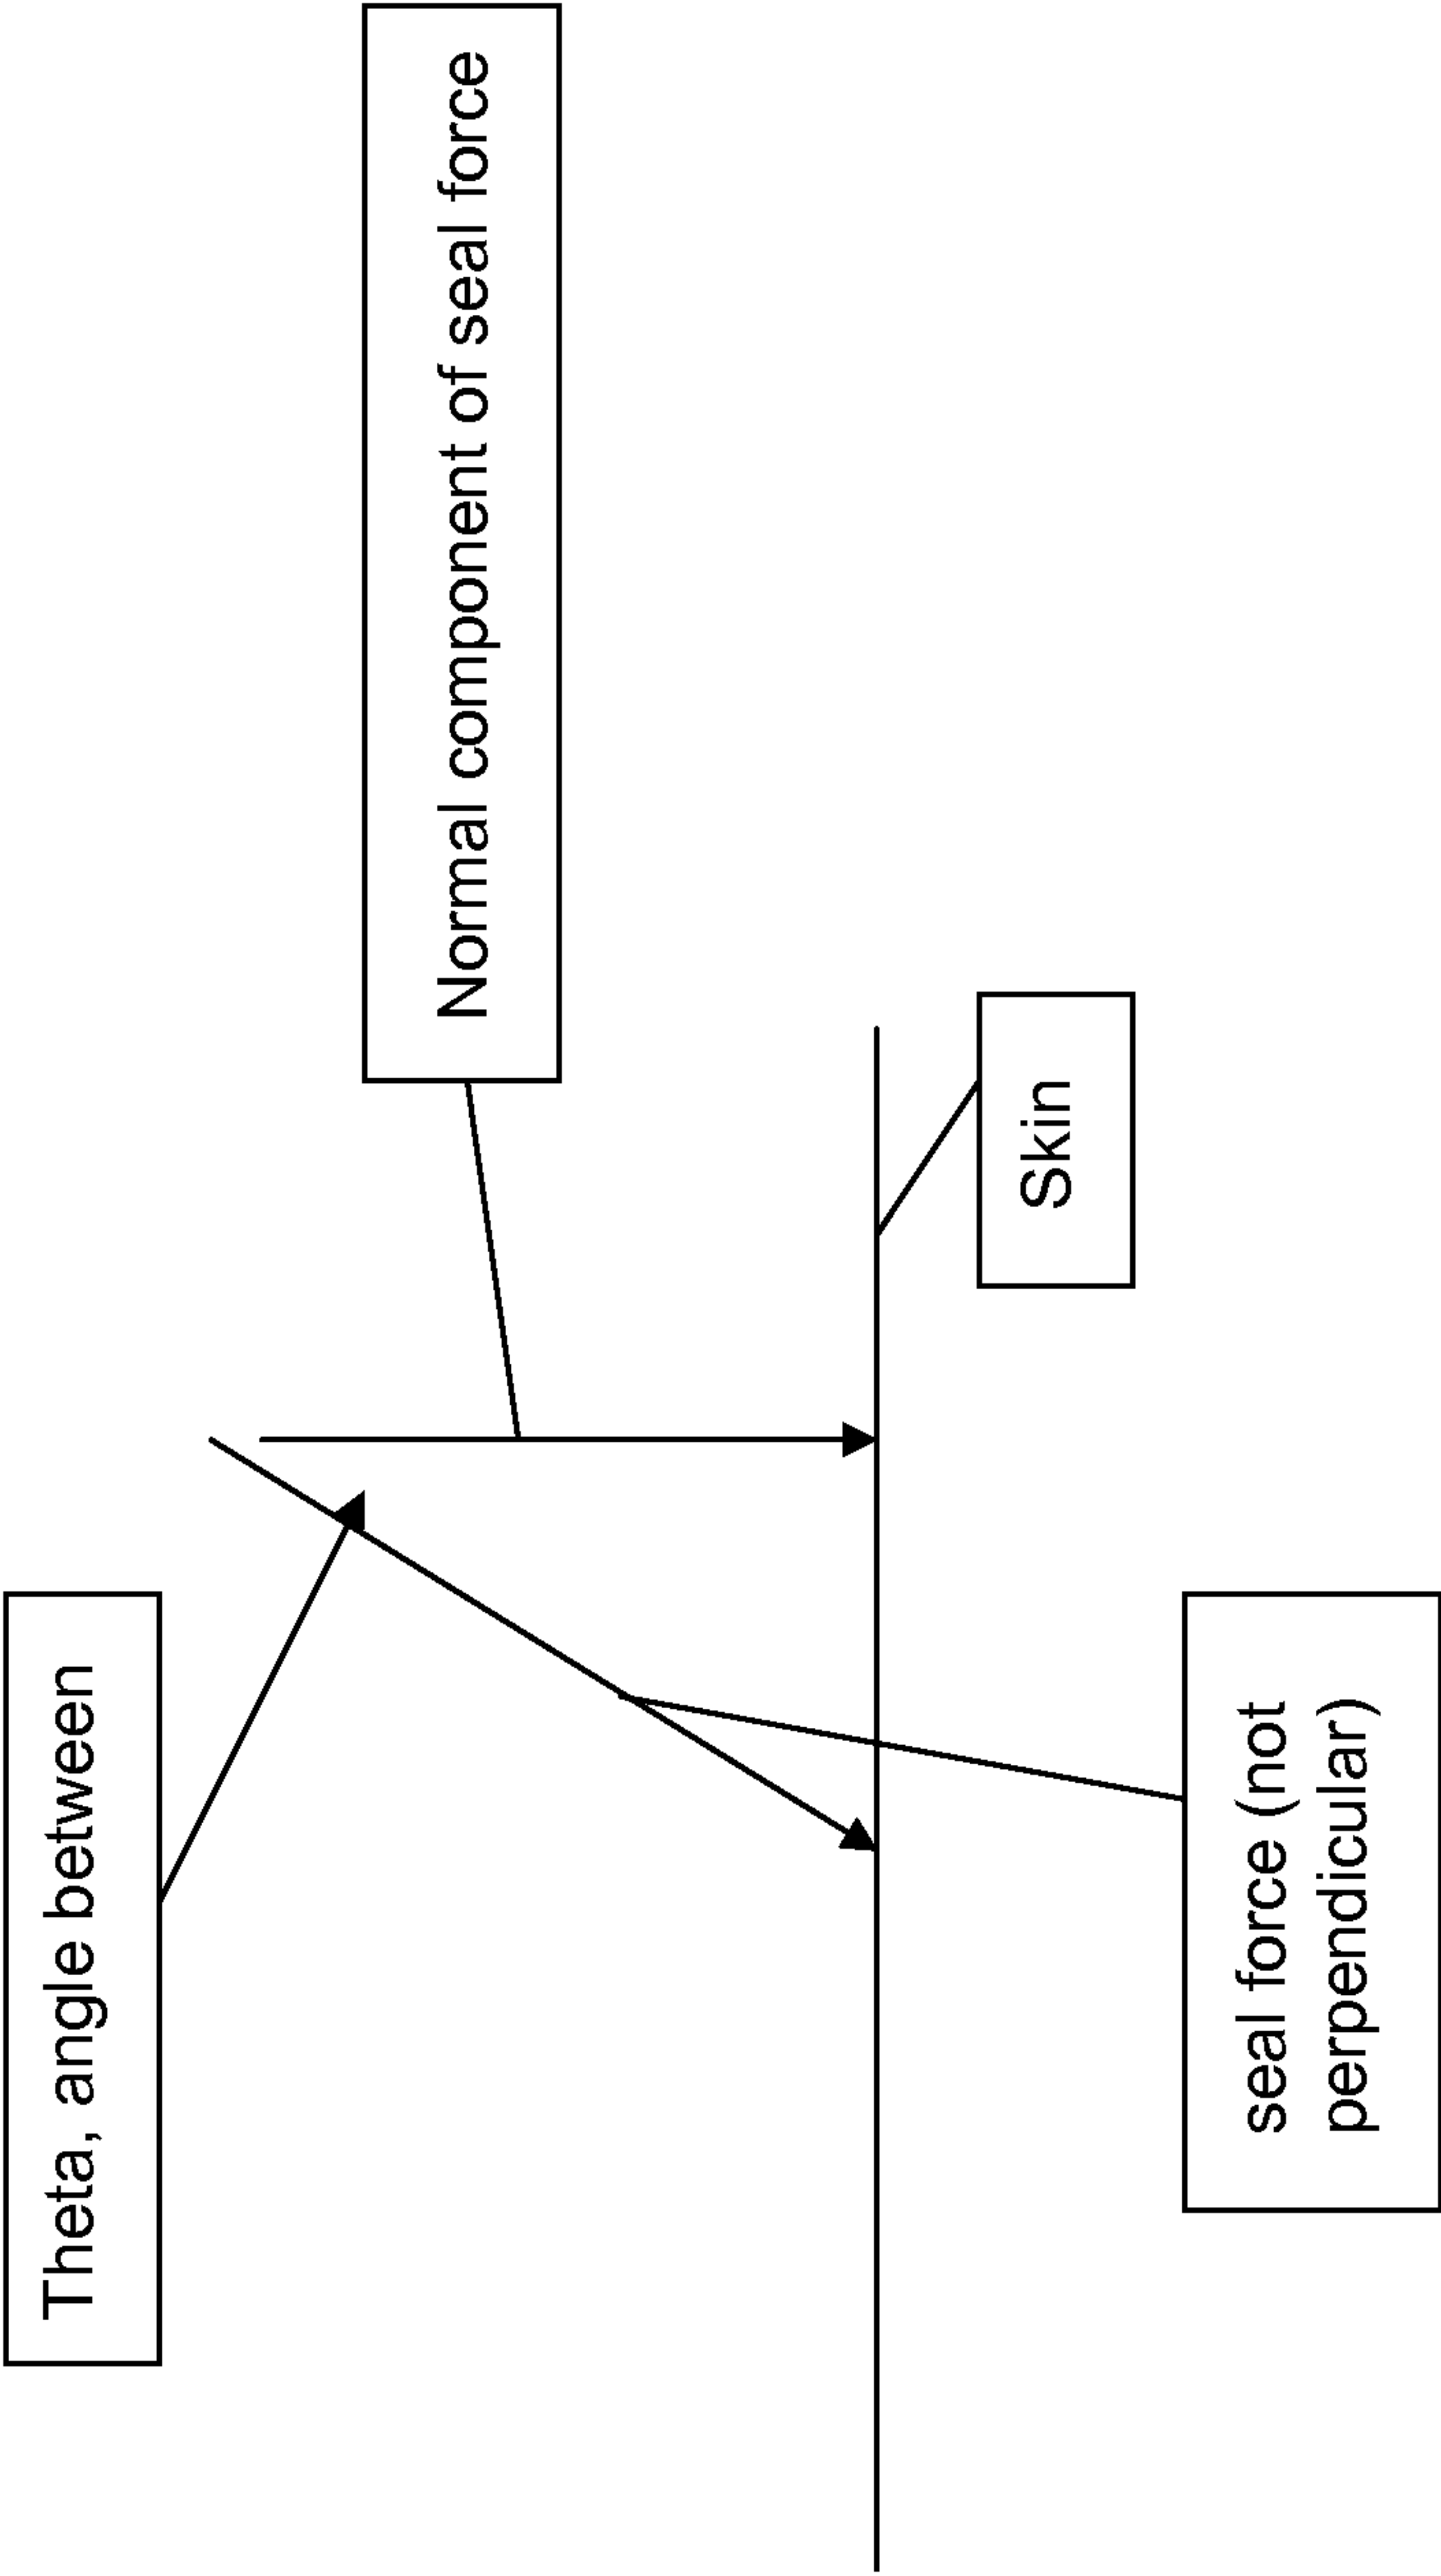 Theta, angle between
Normal component of seal force
Skin
seal force (not
perpendicular)